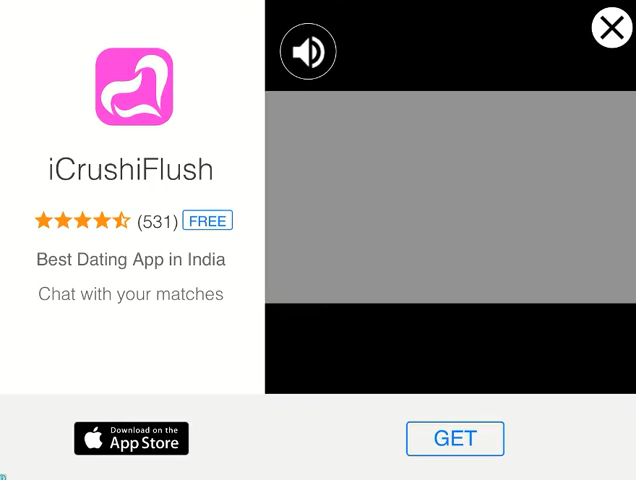 iCrushiFlush
(531) FREE
Best Dating App in India
Chat with your matches
Download on the
App Store
GET